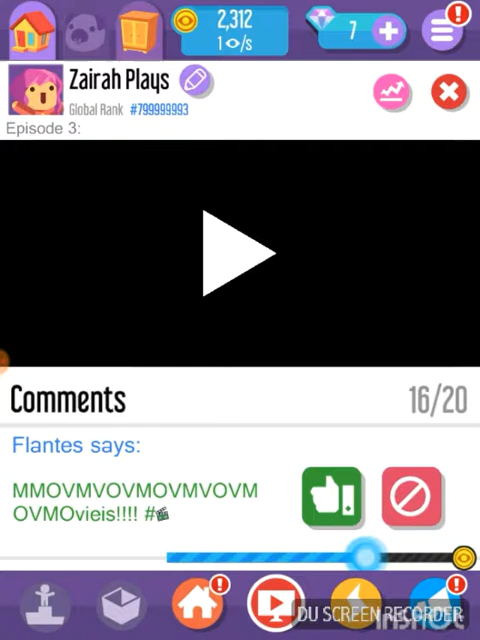 2,312
1 /s
7
!
Zairah Plays
Global Rank #799999993
Episode 3:
Comments
16/20
Flantes says:
MMOVMVOVMOVMVOVM
OVMOvieis!!!! #🎬
!
!
DU SCREEN RECORDER
InShOt